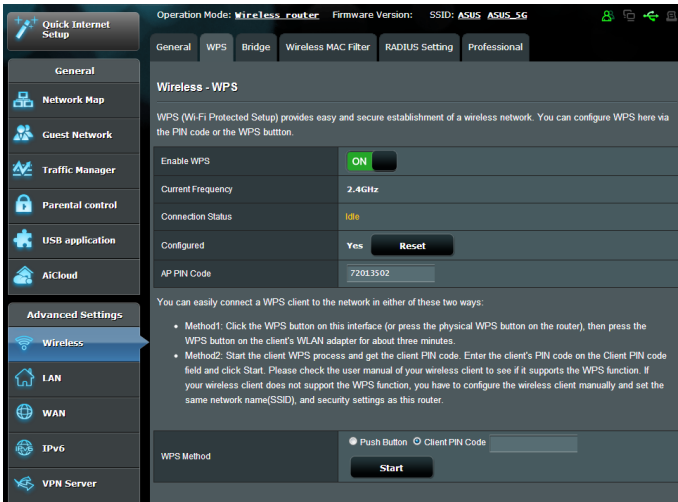 Quick Internet
Setup
Operation Mode: Wireless router Firmware Version: SSID: ASUS ASUS_5G
General WPS Bridge Wireless MAC Filter RADIUS Setting Professional
General
Network Map
Guest Network
Traffic Manager
Parental control
USB application
AiCloud
Advanced Settings
Wireless
LAN
WAN
IPv6
VPN Server
Wireless - WPS
WPS (Wi-Fi Protected Setup) provides easy and secure establishment of a wireless network. You can configure WPS here via
the PIN code or the WPS buttton.
Enable WPS ON
Current Frequency 2.4GHz
Connection Status Idle
Configured Yes Reset
AP PIN Code 72013502
You can easily connect a WPS client to the network in either of these two ways:
• Method1: Click the WPS button on this interface (or press the physical WPS button on the router), then press the
WPS button on the client's WLAN adapter for about three minutes.
• Method2: Start the client WPS process and get the client PIN code. Enter the client's PIN code on the Client PIN code
field and click Start. Please check the user manual of your wireless client to see if it supports the WPS function. If
your wireless client does not support the WPS function, you have to configure the wireless client manually and set the
same network name(SSID), and security settings as this router.
WPS Method Push Button Client PIN Code
Start